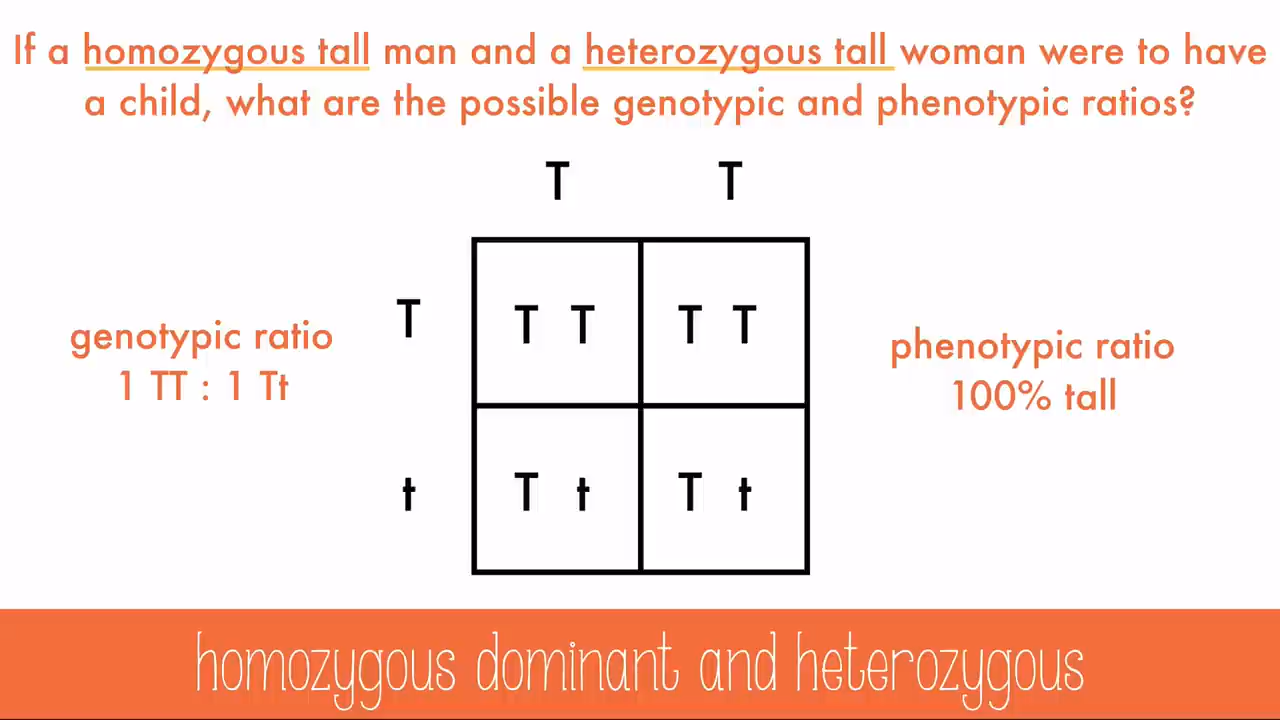 If a homozygous tall man and a heterozygous tall woman were to have
a child, what are the possible genotypic and phenotypic ratios?
T T
T T T T T
genotypic ratio
1 TT : 1 Tt
phenotypic ratio
100% tall
t T t T t
homozygous dominant and heterozygous